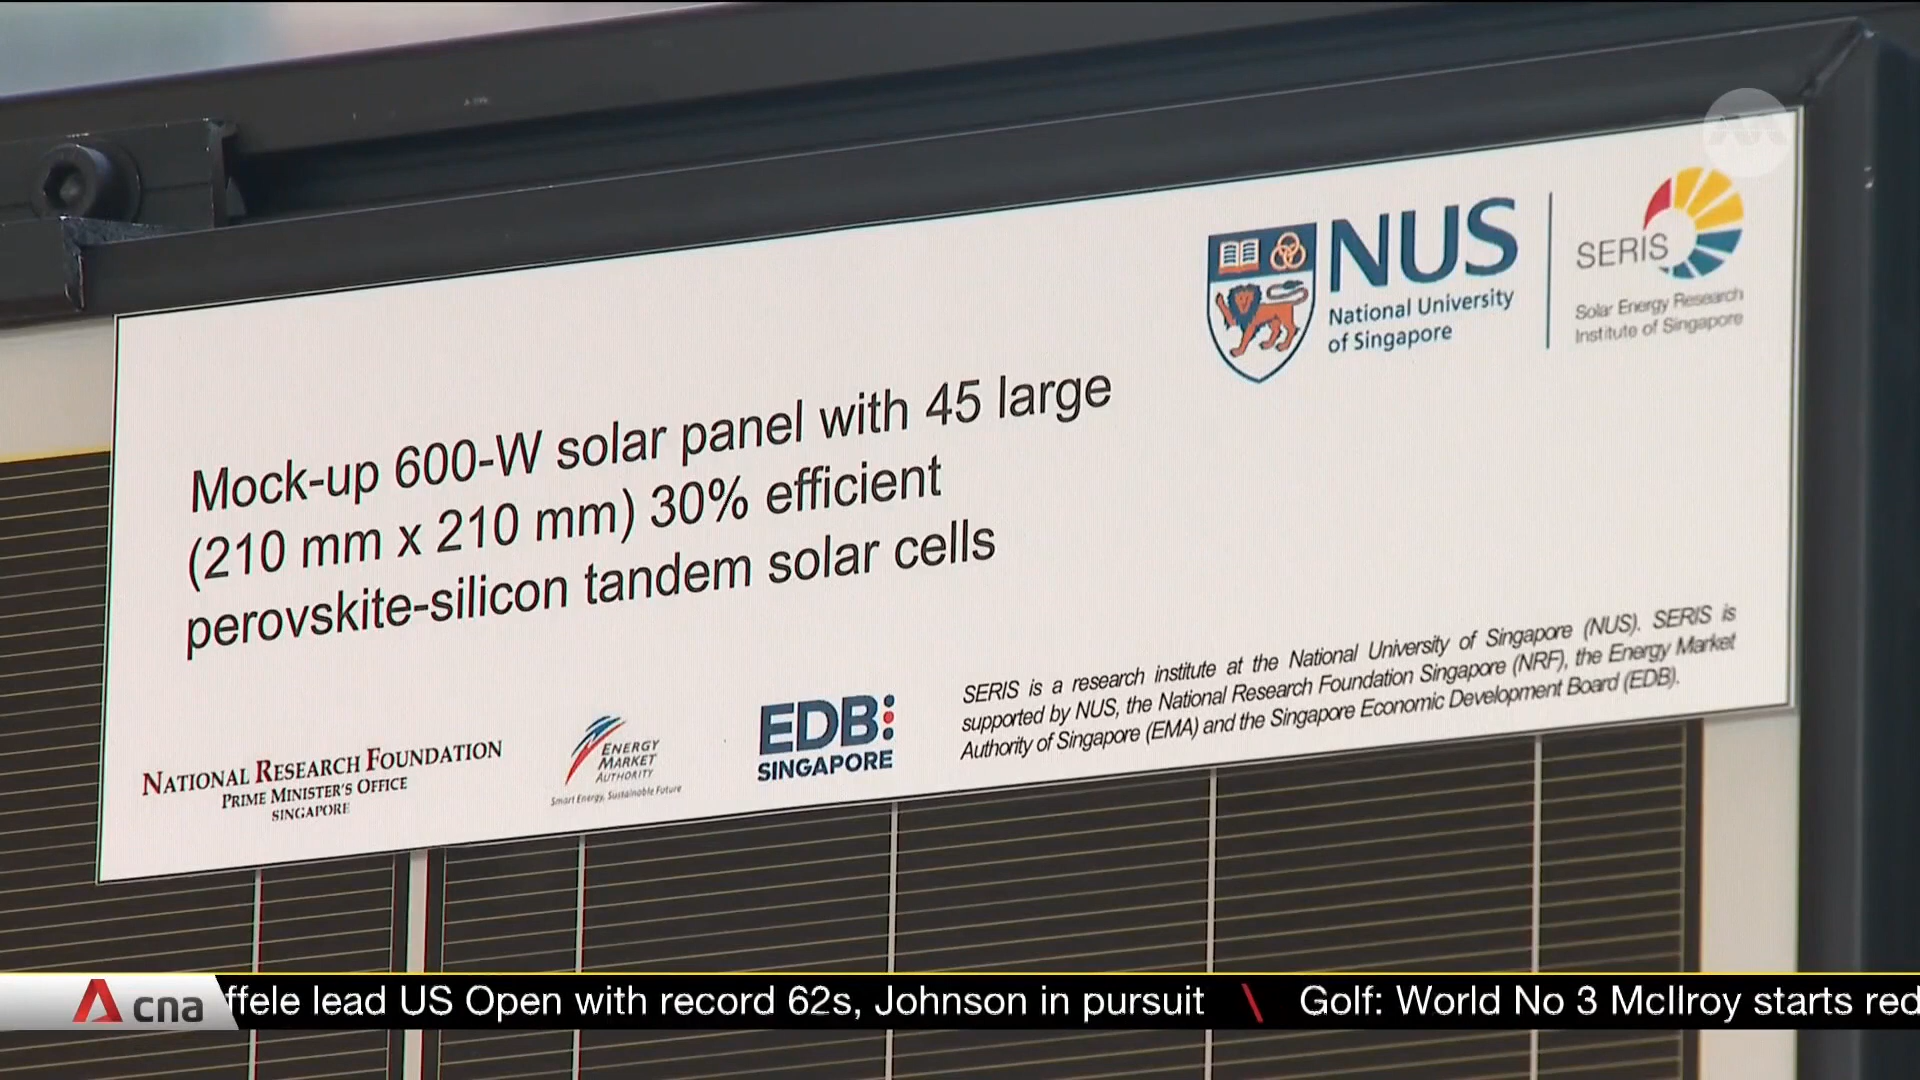 NUS
National University
of Singapore
SERIS
Solar Energy Research
Institute of Singapore
Mock-up 600-W solar panel with 45 large
(210 mm x 210 mm) 30% efficient
perovskite-silicon tandem solar cells
SERIS is a research institute at the National University of Singapore (NUS). SERIS is
supported by NUS, the National Research Foundation Singapore (NRF), the Energy Market
Authority of Singapore (EMA) and the Singapore Economic Development Board (EDB).
NATIONAL RESEARCH FOUNDATION
PRIME MINISTER'S OFFICE
SINGAPORE
ENERGY
MARKET
AUTHORITY
Smart Energy, Sustainable Future
EDB
SINGAPORE
cna
ffele lead US Open with record 62s, Johnson in pursuit \ Golf: World No 3 McIlroy starts red